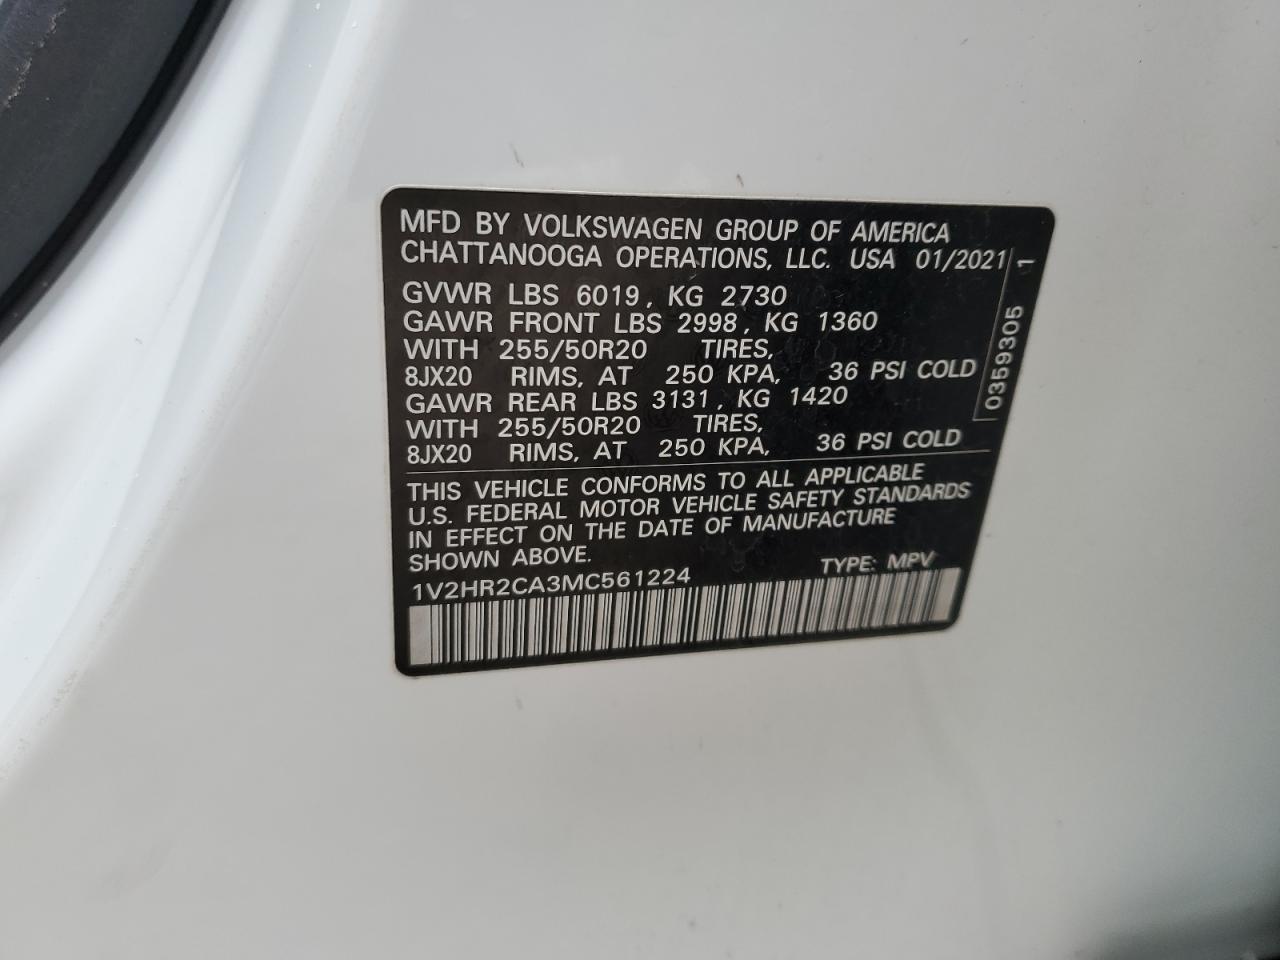 MFD BY VOLKSWAGEN GROUP OF AMERICA
CHATTANOOGA OPERATIONS, LLC. USA 01/2021
GVWR LBS 6019, KG 2730
GAWR FRONT LBS 2998, KG 1360
WITH 255/50R20 TIRES,
8JX20 RIMS, AT 250 KPA, 36 PSI COLD
GAWR REAR LBS 3131, KG 1420
WITH 255/50R20 TIRES,
8JX20 RIMS, AT 250 KPA, 36 PSI COLD
THIS VEHICLE CONFORMS TO ALL APPLICABLE
U.S. FEDERAL MOTOR VEHICLE SAFETY STANDARDS
IN EFFECT ON THE DATE OF MANUFACTURE
SHOWN ABOVE.
1V2HR2CA3MC561224 TYPE: MPV
0359305 1